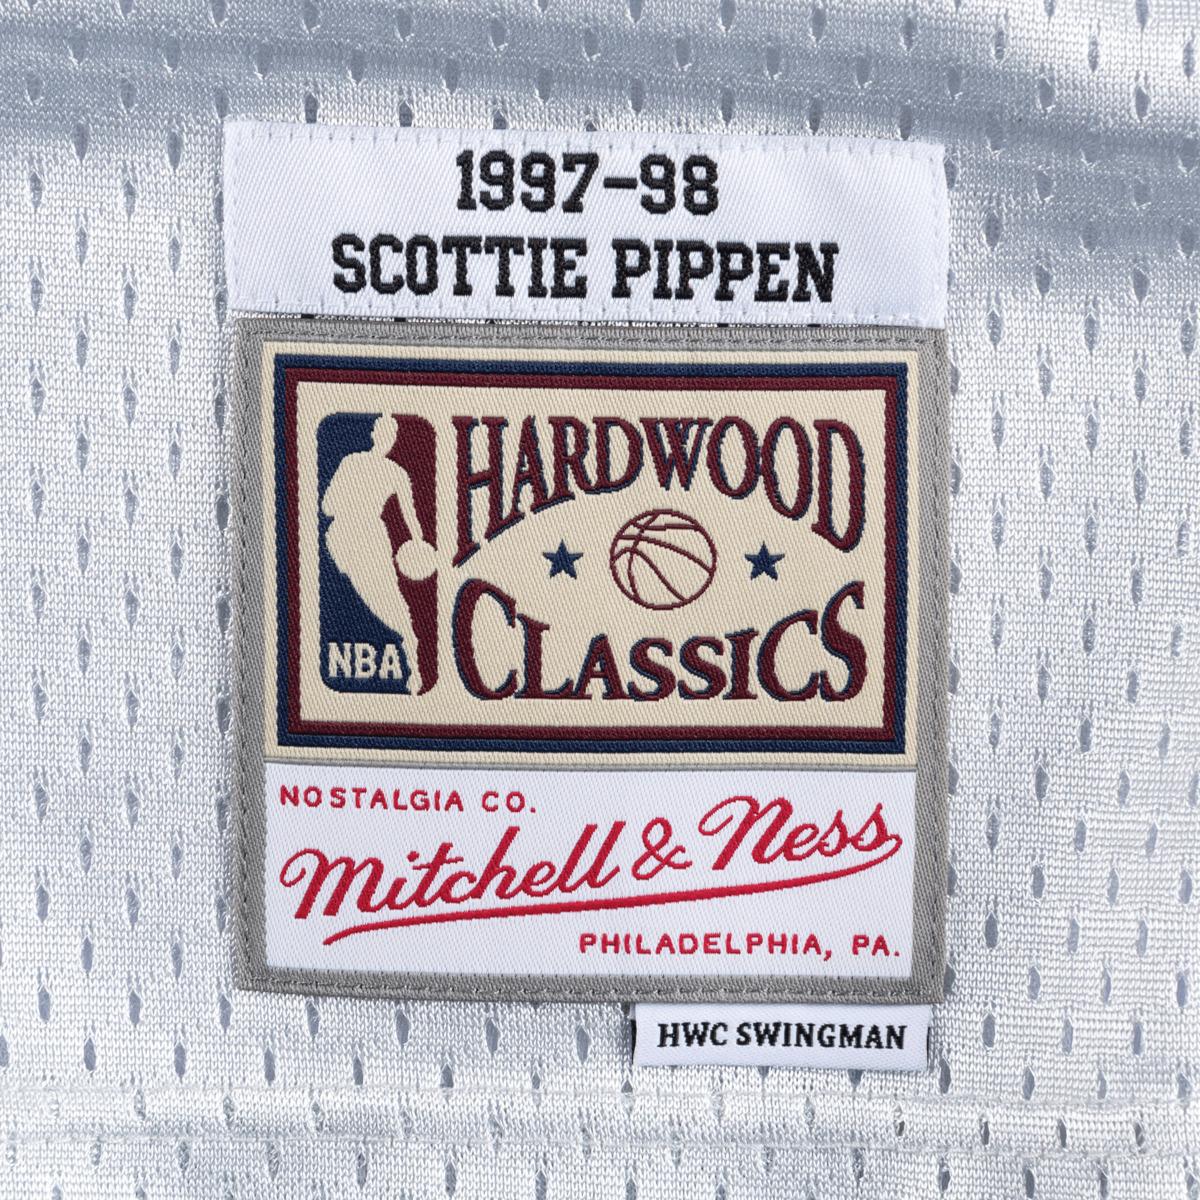 1997-98
SCOTTIE PIPPEN
HARDWOOD
CLASSICS
NBA
NOSTALGIA CO.
Mitchell & Ness
PHILADELPHIA, PA.
HWC SWINGMAN